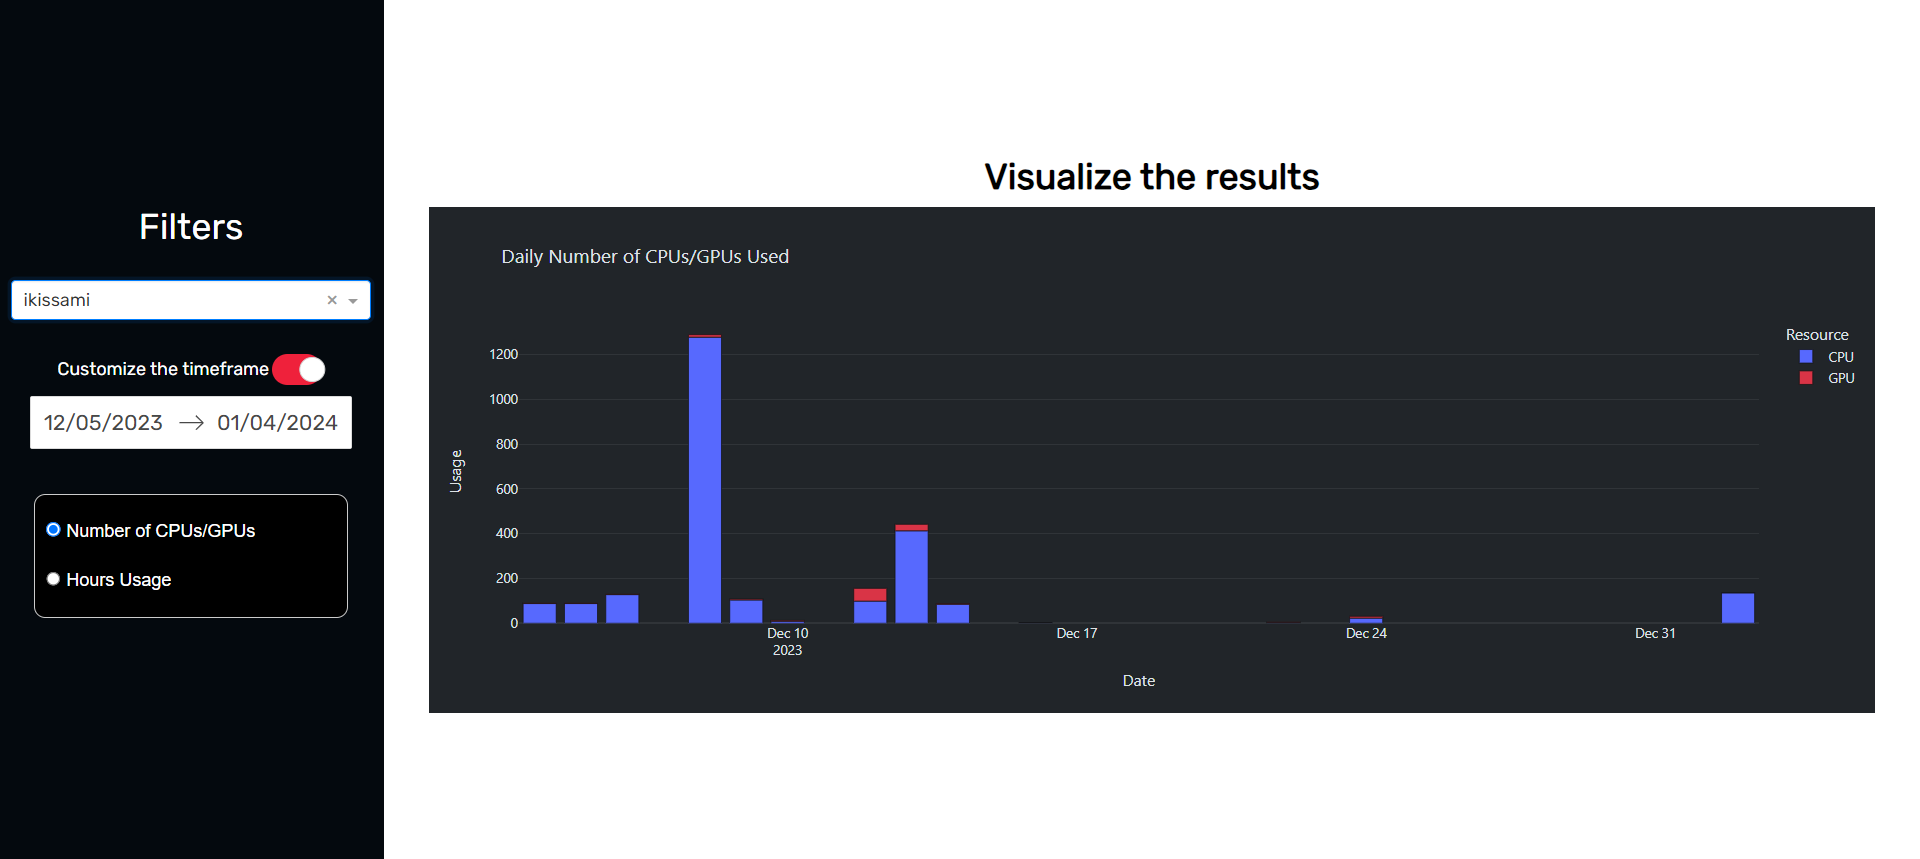 Filters
ikissami
Customize the timeframe
12/05/2023 → 01/04/2024
Number of CPUs/GPUs
Hours Usage
Visualize the results
Daily Number of CPUs/GPUs Used
Resource
CPU
GPU
Usage
1200
1000
800
600
400
200
0
Dec 10
2023
Dec 17
Dec 24
Dec 31
Date